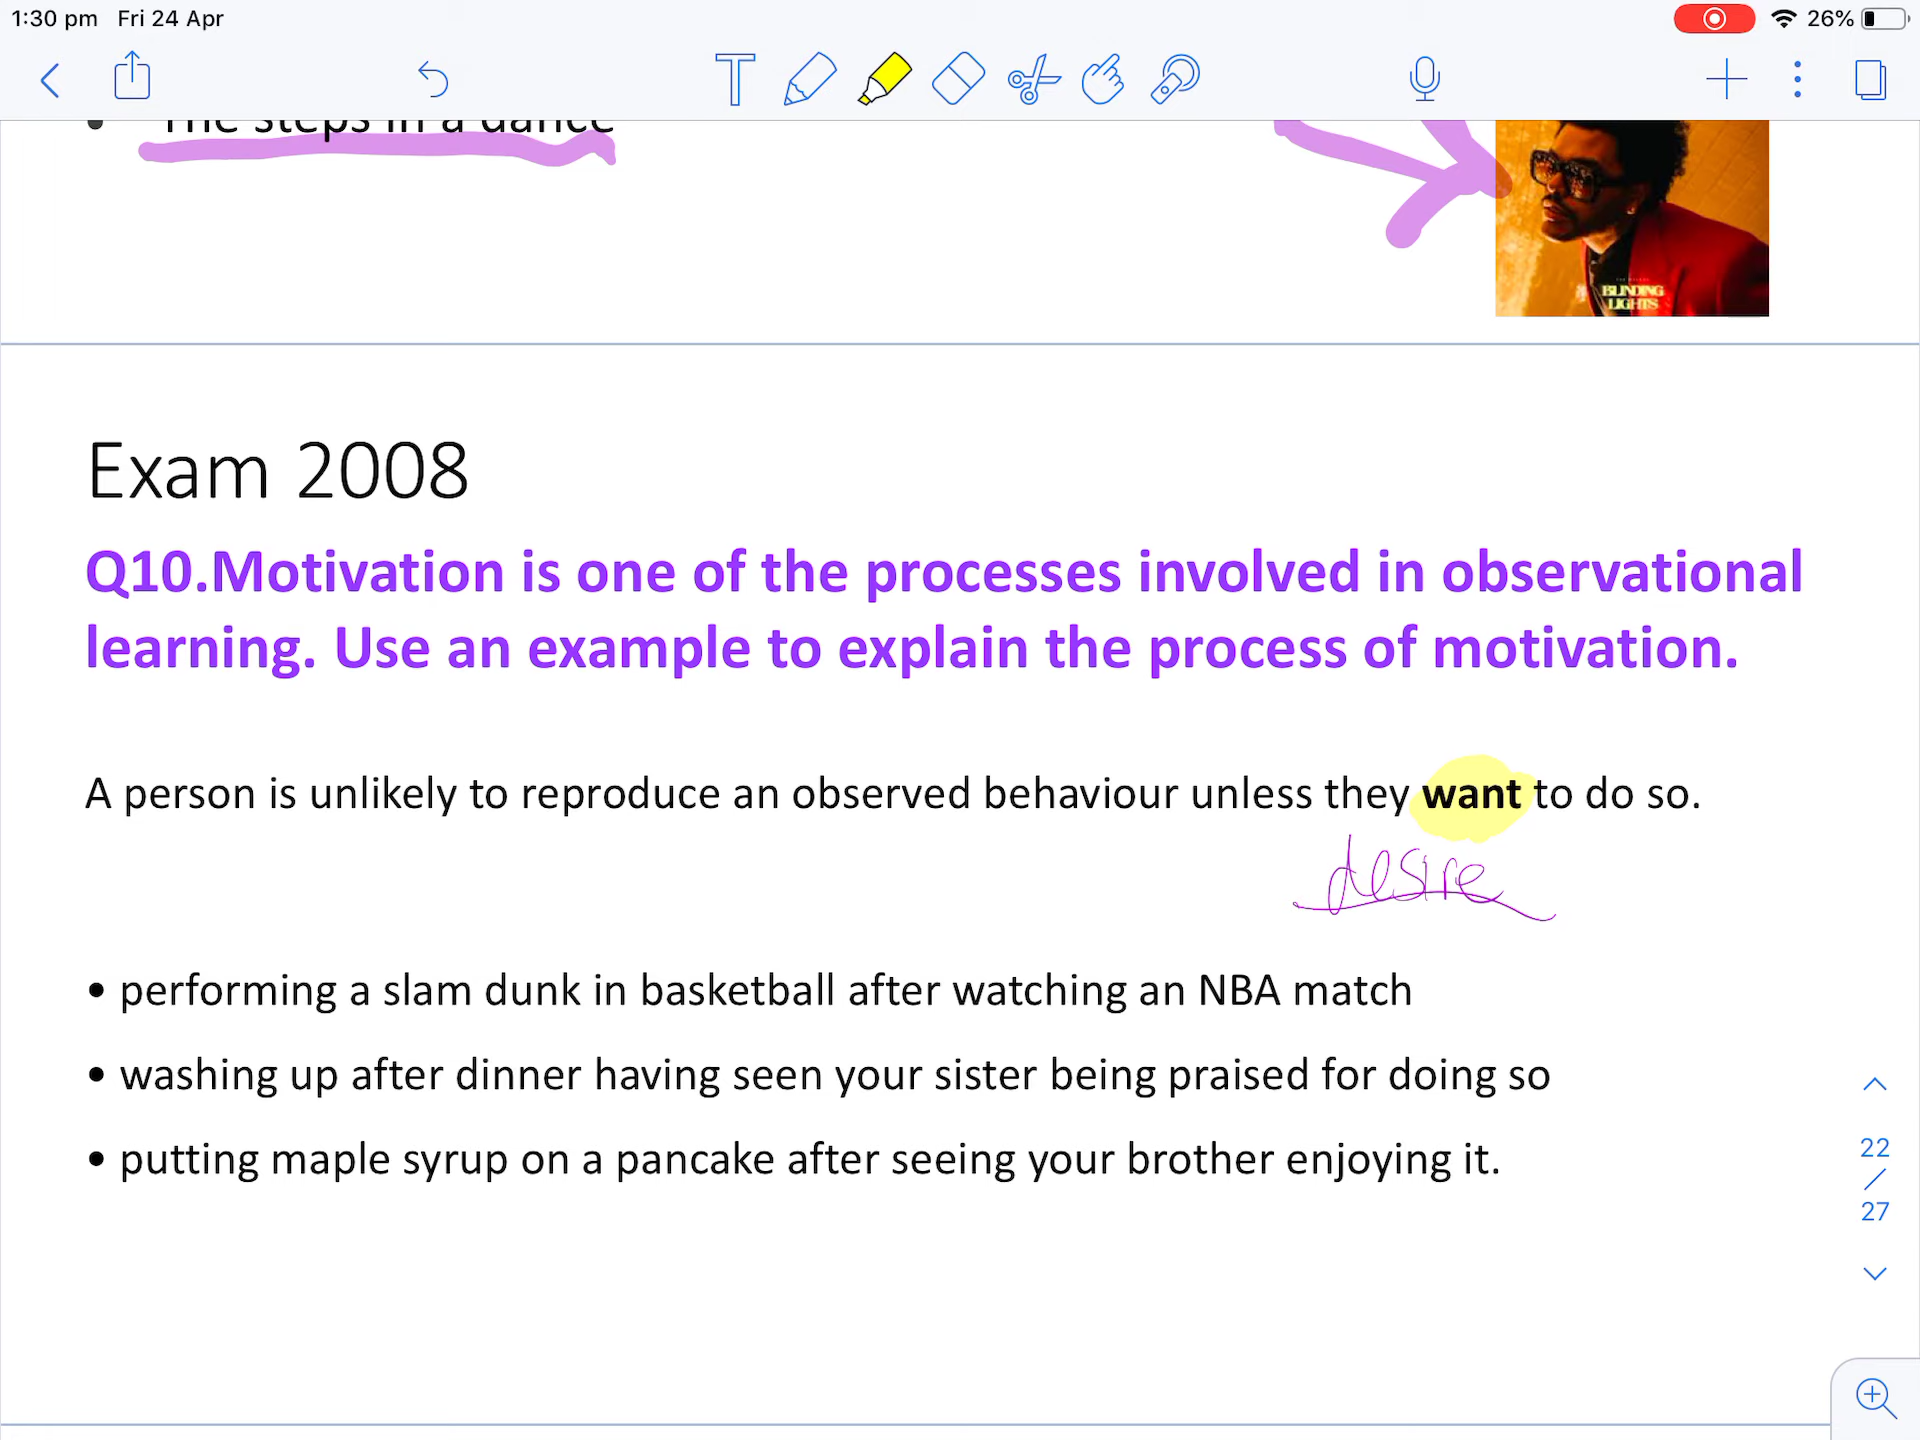 1:30 pm Fri 24 Apr
26%
• The steps in a dance
BLINDING
LIGHTS
Exam 2008
Q10.Motivation is one of the processes involved in observational
learning. Use an example to explain the process of motivation.
A person is unlikely to reproduce an observed behaviour unless they want to do so.
desire
• performing a slam dunk in basketball after watching an NBA match
• washing up after dinner having seen your sister being praised for doing so
• putting maple syrup on a pancake after seeing your brother enjoying it.
22
/
27